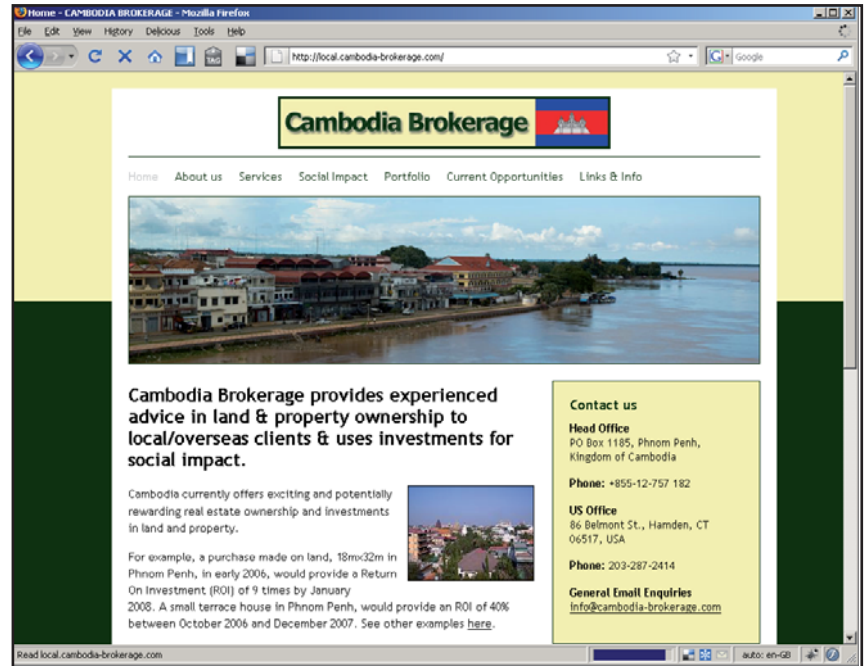 Home - CAMBODIA BROKERAGE - Mozilla Firefox
File Edit View History Delicious Tools Help
TAG
http://local.cambodia-brokerage.com/
G Google
Cambodia Brokerage
Home About us Services Social Impact Portfolio Current Opportunities Links & Info
Cambodia Brokerage provides experienced
advice in land & property ownership to
local/overseas clients & uses investments for
social impact.
Cambodia currently offers exciting and potentially
rewarding real estate ownership and investments
in land and property.
For example, a purchase made on land, 18mx32m in
Phnom Penh, in early 2006, would provide a Return
On Investment (ROI) of 9 times by January
2008. A small terrace house in Phnom Penh, would provide an ROI of 40%
between October 2006 and December 2007. See other examples here.
Contact us
Head Office
PO Box 1185, Phnom Penh,
Kingdom of Cambodia
Phone: +855-12-757 182
US Office
86 Belmont St., Hamden, CT
06517, USA
Phone: 203-287-2414
General Email Enquiries
info@cambodia-brokerage.com
Read local.cambodia-brokerage.com
auto: en-GB